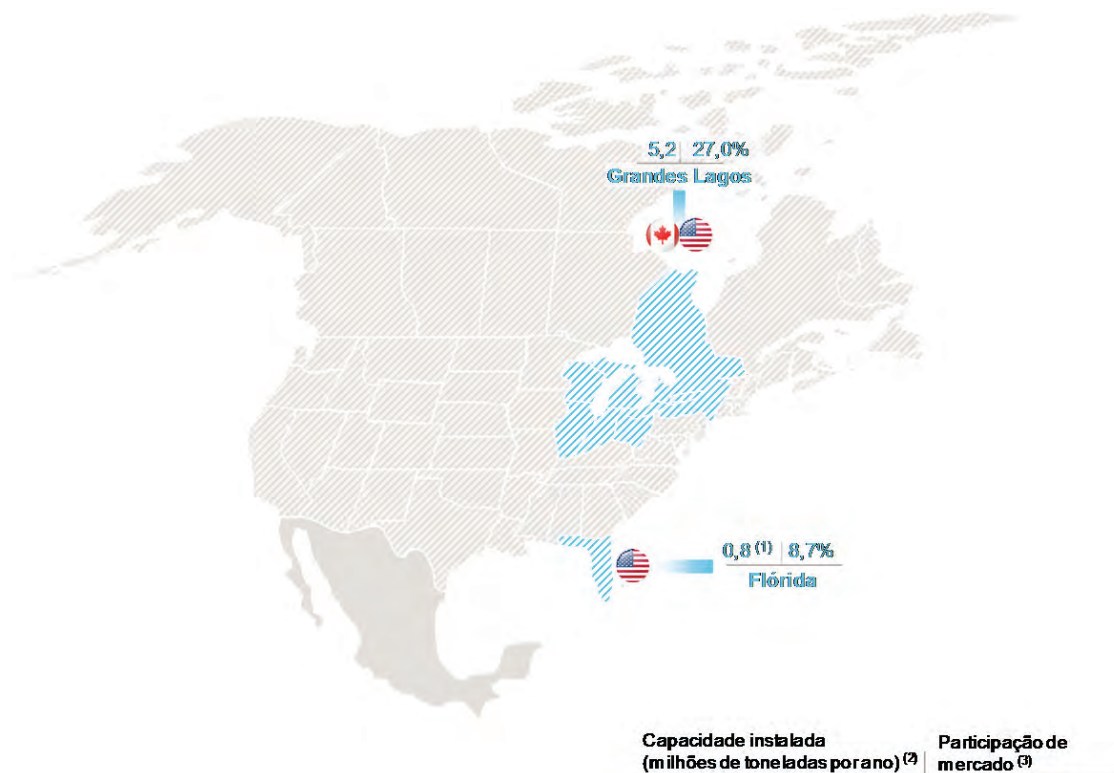 5,2 | 27,0%
Grandes Lagos
0,8 (1) | 8,7%
Flórida
Capacidade instalada
(milhões de toneladas por ano) (2) | Participação de
mercado (3)